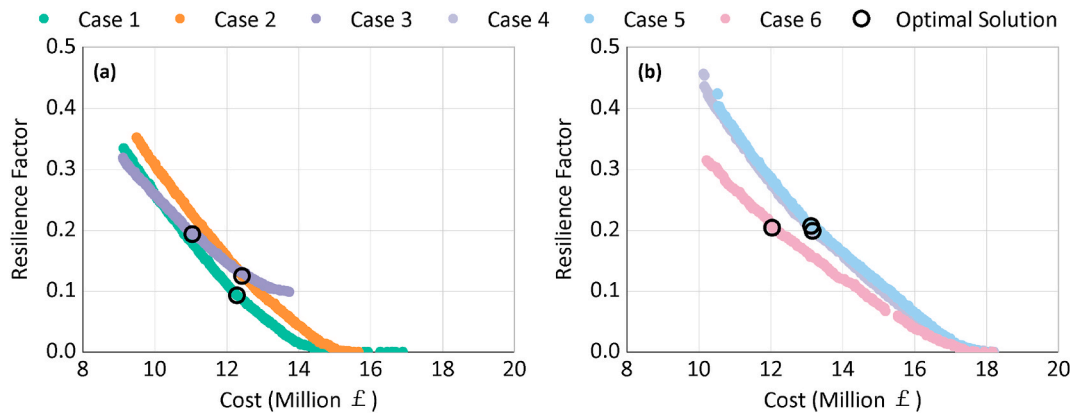 Case 1 Case 2 Case 3 Case 4 Case 5 Case 6 Optimal Solution
(a)
Resilience Factor
0.5
0.4
0.3
0.2
0.1
0.0
8 10 12 14 16 18 20
Cost (Million £)
(b)
Resilience Factor
0.5
0.4
0.3
0.2
0.1
0.0
8 10 12 14 16 18 20
Cost (Million £)